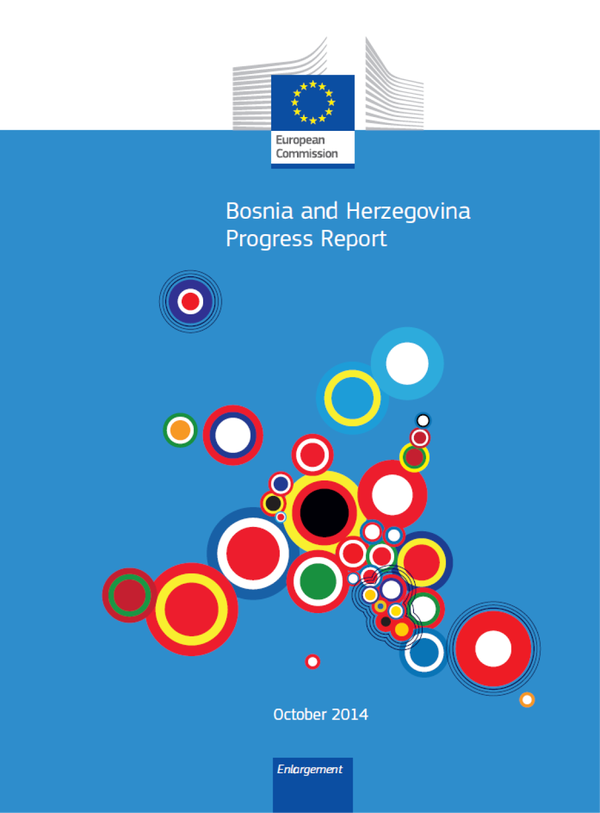 European
Commission
Bosnia and Herzegovina
Progress Report
October 2014
Enlargement